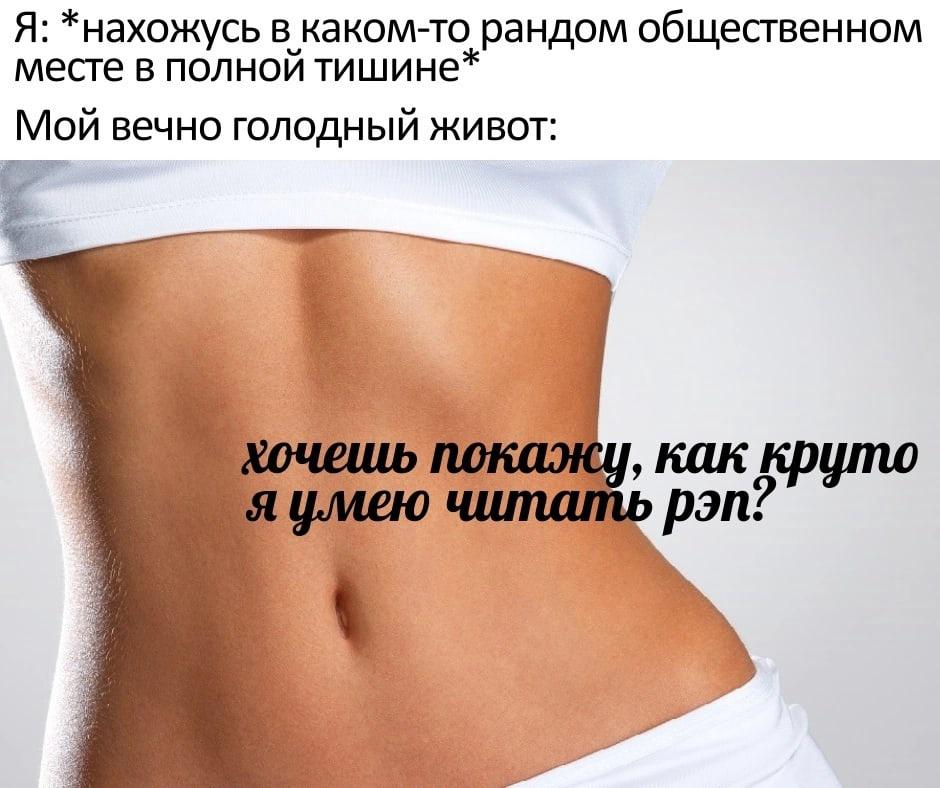 Я: *нахожусь в каком-то рандом общественном
месте в полной тишине*
Мой вечно голодный живот:
хочешь покажу, как круто
я умею читать рэп?